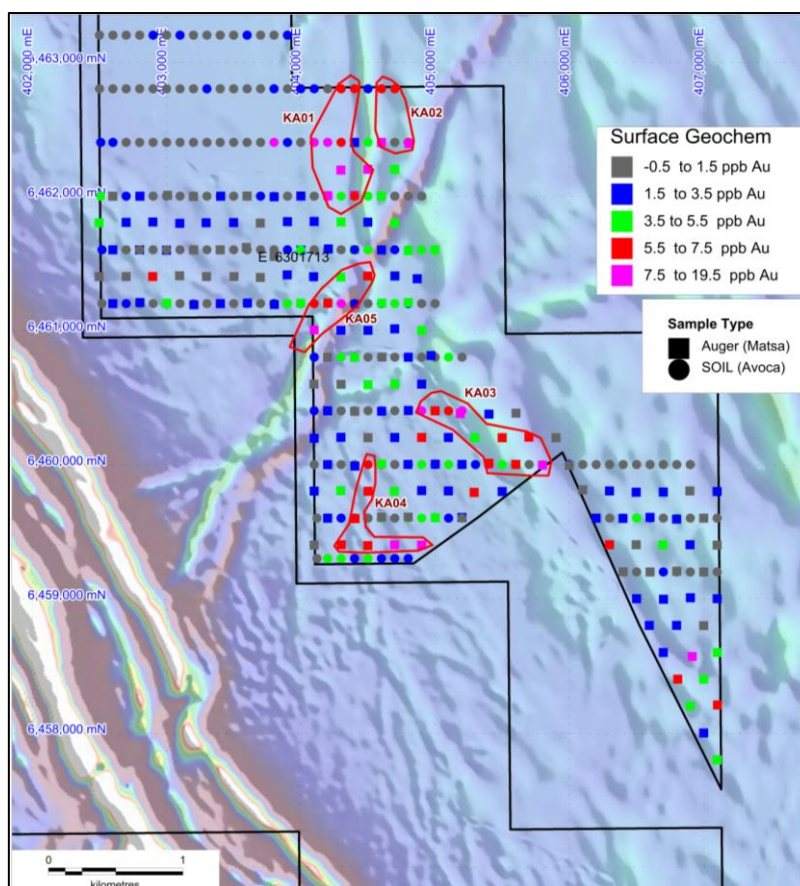 402,000 mE
403,000 mE
404,000 mE
405,000 mE
406,000 mE
407,000 mE
6,463,000 mN
KA01
KA02
Surface Geochem
-0.5 to 1.5 ppb Au
1.5 to 3.5 ppb Au
3.5 to 5.5 ppb Au
5.5 to 7.5 ppb Au
7.5 to 19.5 ppb Au
6,462,000 mN
E 6301713
Sample Type
Auger (Matsa)
SOIL (Avoca)
KA05
6,461,000 mN
KA03
6,460,000 mN
KA04
6,459,000 mN
6,458,000 mN
0 1
kilometres